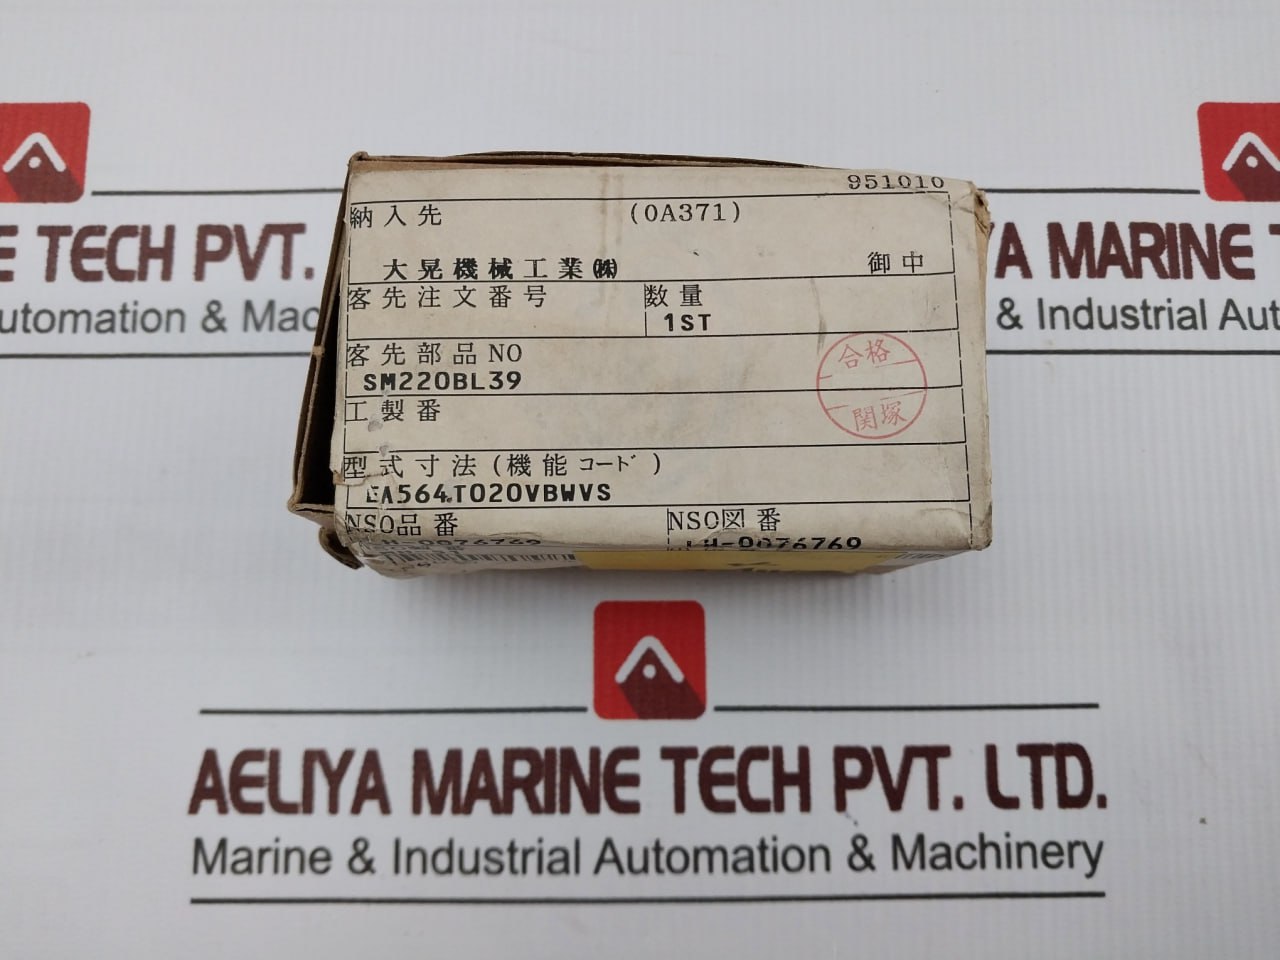 951010
納入先 (0A371)
大晃機械工業㈱ 御中
客先注文番号 数量
1ST
客先部品NO
SM220BL39
合格
関塚
工製番
型式寸法(機能コード)
EA564T020VBWVS
NSO品番 NSO図番
LH-0076769
E TECH PVT.
utomation & Mac
YA MARINE T
& Industrial Aut
AELIYA MARINE TECH PVT. LTD.
Marine & Industrial Automation & Machinery